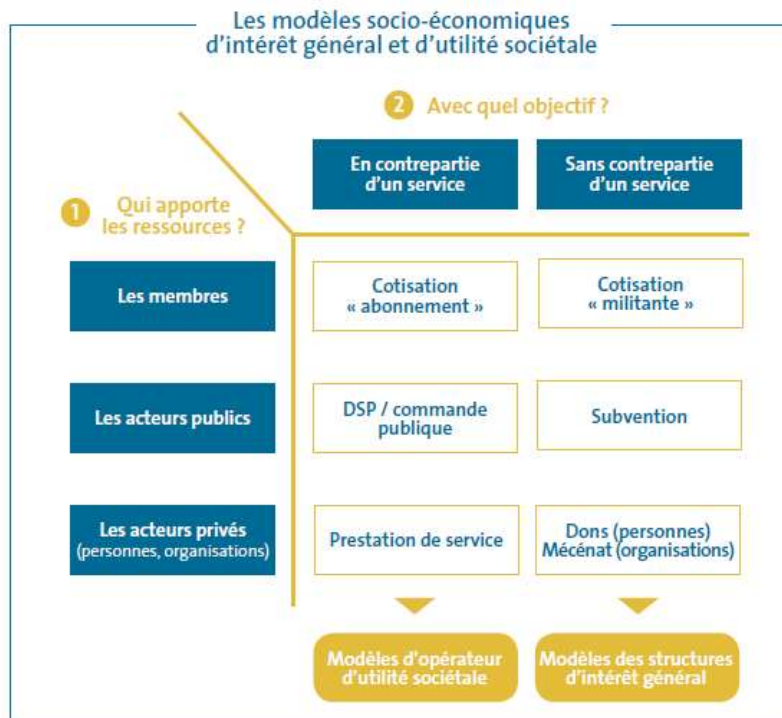 Les modèles socio-économiques
d'intérêt général et d'utilité sociétale
2 Avec quel objectif ?
En contrepartie
d'un service
Sans contrepartie
d'un service
1 Qui apporte
les ressources ?
Les membres
Cotisation
« abonnement »
Cotisation
« militante »
Les acteurs publics
DSP / commande
publique
Subvention
Les acteurs privés
(personnes, organisations)
Prestation de service
Dons (personnes)
Mécénat (organisations)
Modèles d'opérateur
d'utilité sociétale
Modèles des structures
d'intérêt général